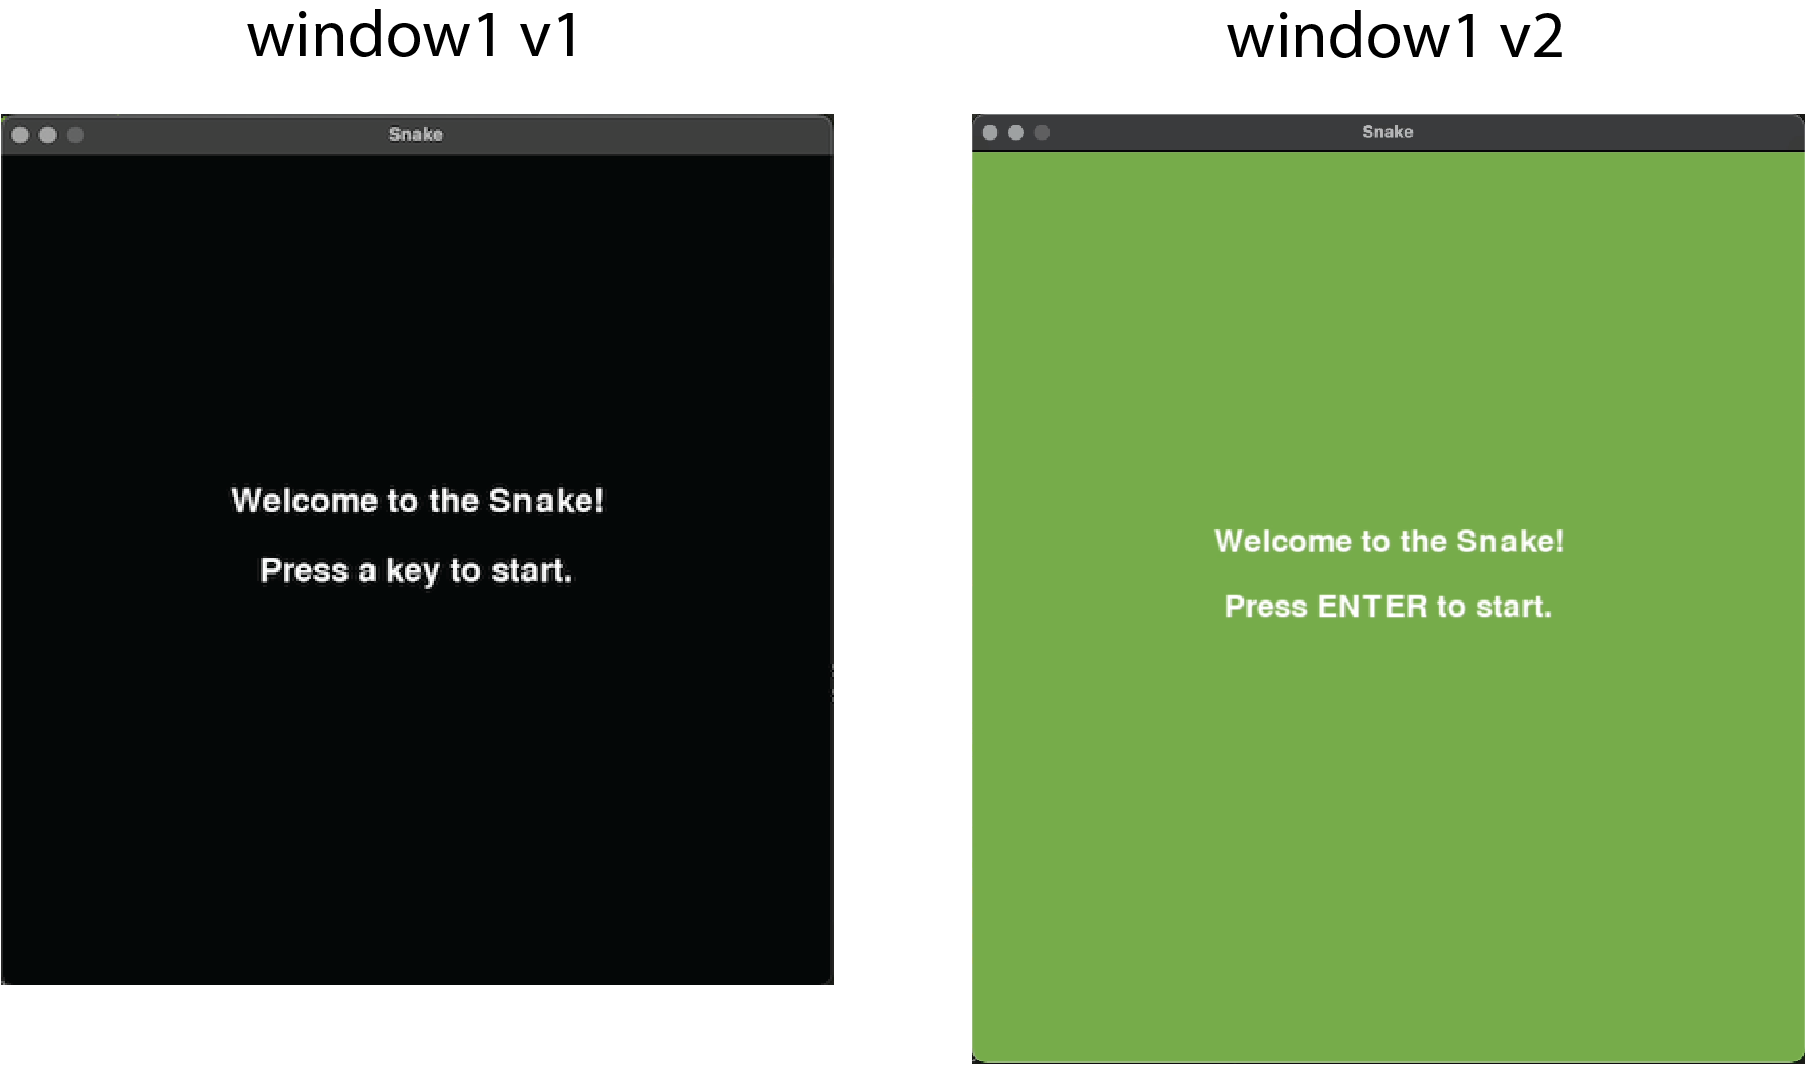 window1 v1
Snake
Welcome to the Snake!
Press a key to start.
window1 v2
Snake
Welcome to the Snake!
Press ENTER to start.